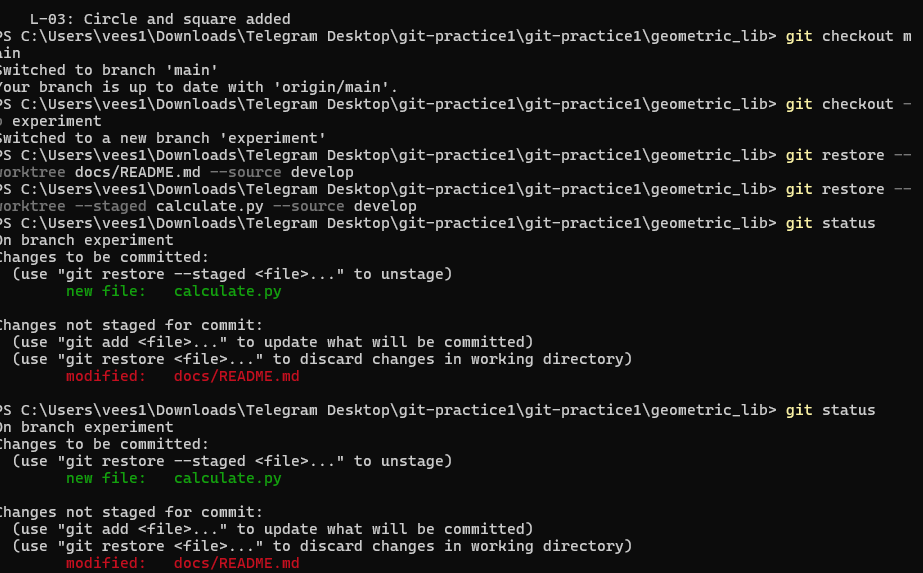 L-03: Circle and square added
PS C:\Users\vees1\Downloads\Telegram Desktop\git-practice1\git-practice1\geometric_lib> git checkout m
ain
Switched to branch 'main'
Your branch is up to date with 'origin/main'.
PS C:\Users\vees1\Downloads\Telegram Desktop\git-practice1\git-practice1\geometric_lib> git checkout -
b experiment
Switched to a new branch 'experiment'
PS C:\Users\vees1\Downloads\Telegram Desktop\git-practice1\git-practice1\geometric_lib> git restore --
worktree docs/README.md --source develop
PS C:\Users\vees1\Downloads\Telegram Desktop\git-practice1\git-practice1\geometric_lib> git restore --
worktree --staged calculate.py --source develop
PS C:\Users\vees1\Downloads\Telegram Desktop\git-practice1\git-practice1\geometric_lib> git status
On branch experiment
Changes to be committed:
  (use "git restore --staged <file>..." to unstage)
        new file:   calculate.py

Changes not staged for commit:
  (use "git add <file>..." to update what will be committed)
  (use "git restore <file>..." to discard changes in working directory)
        modified:   docs/README.md

PS C:\Users\vees1\Downloads\Telegram Desktop\git-practice1\git-practice1\geometric_lib> git status
On branch experiment
Changes to be committed:
  (use "git restore --staged <file>..." to unstage)
        new file:   calculate.py

Changes not staged for commit:
  (use "git add <file>..." to update what will be committed)
  (use "git restore <file>..." to discard changes in working directory)
        modified:   docs/README.md